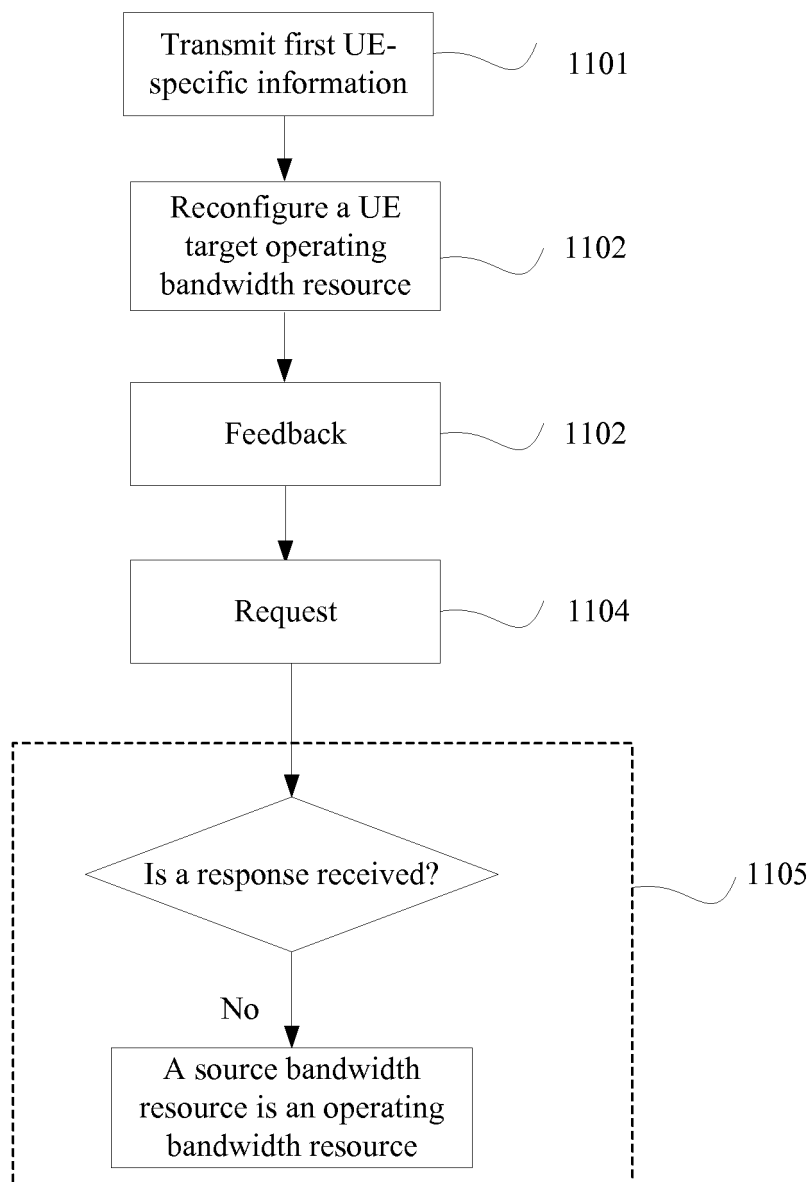 Transmit first UE-
specific information
1101
Reconfigure a UE
target operating
bandwidth resource
1102
Feedback
1102
Request
1104
Is a response received?
1105
No
A source bandwidth
resource is an operating
bandwidth resource